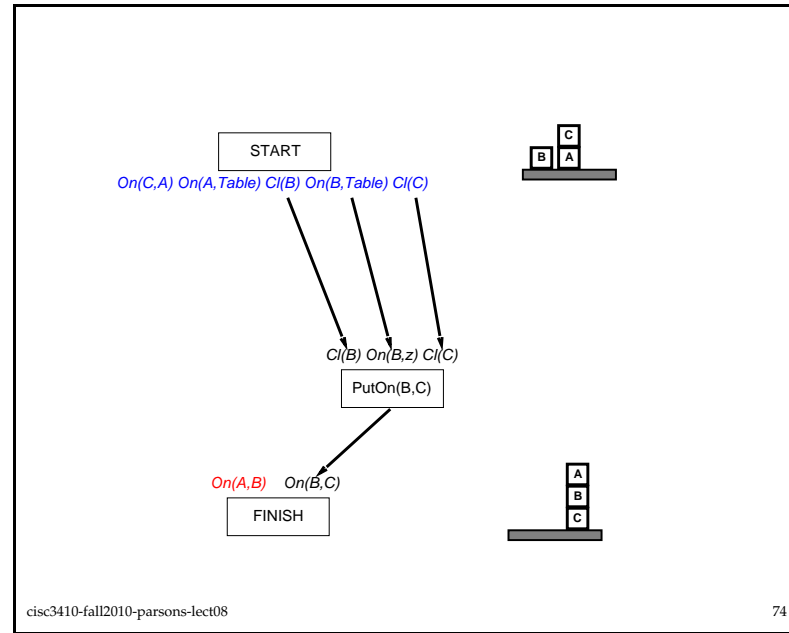 START
On(C,A) On(A,Table) Cl(B) On(B,Table) Cl(C)
C
B A
Cl(B) On(B,z) Cl(C)
PutOn(B,C)
On(A,B) On(B,C)
FINISH
A
B
C
cisc3410-fall2010-parsons-lect08 74